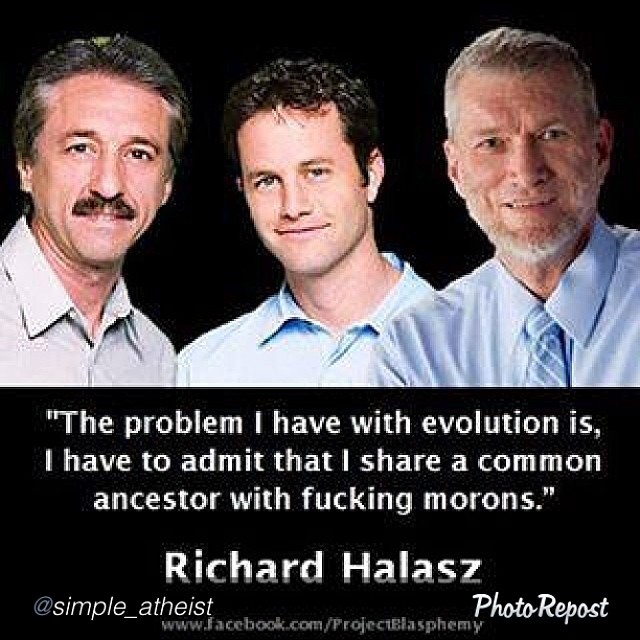 "The problem I have with evolution is,
I have to admit that I share a common
ancestor with fucking morons."
Richard Halasz
@simple_atheist
PhotoRepost
www.facebook.com/ProjectBlasphemy